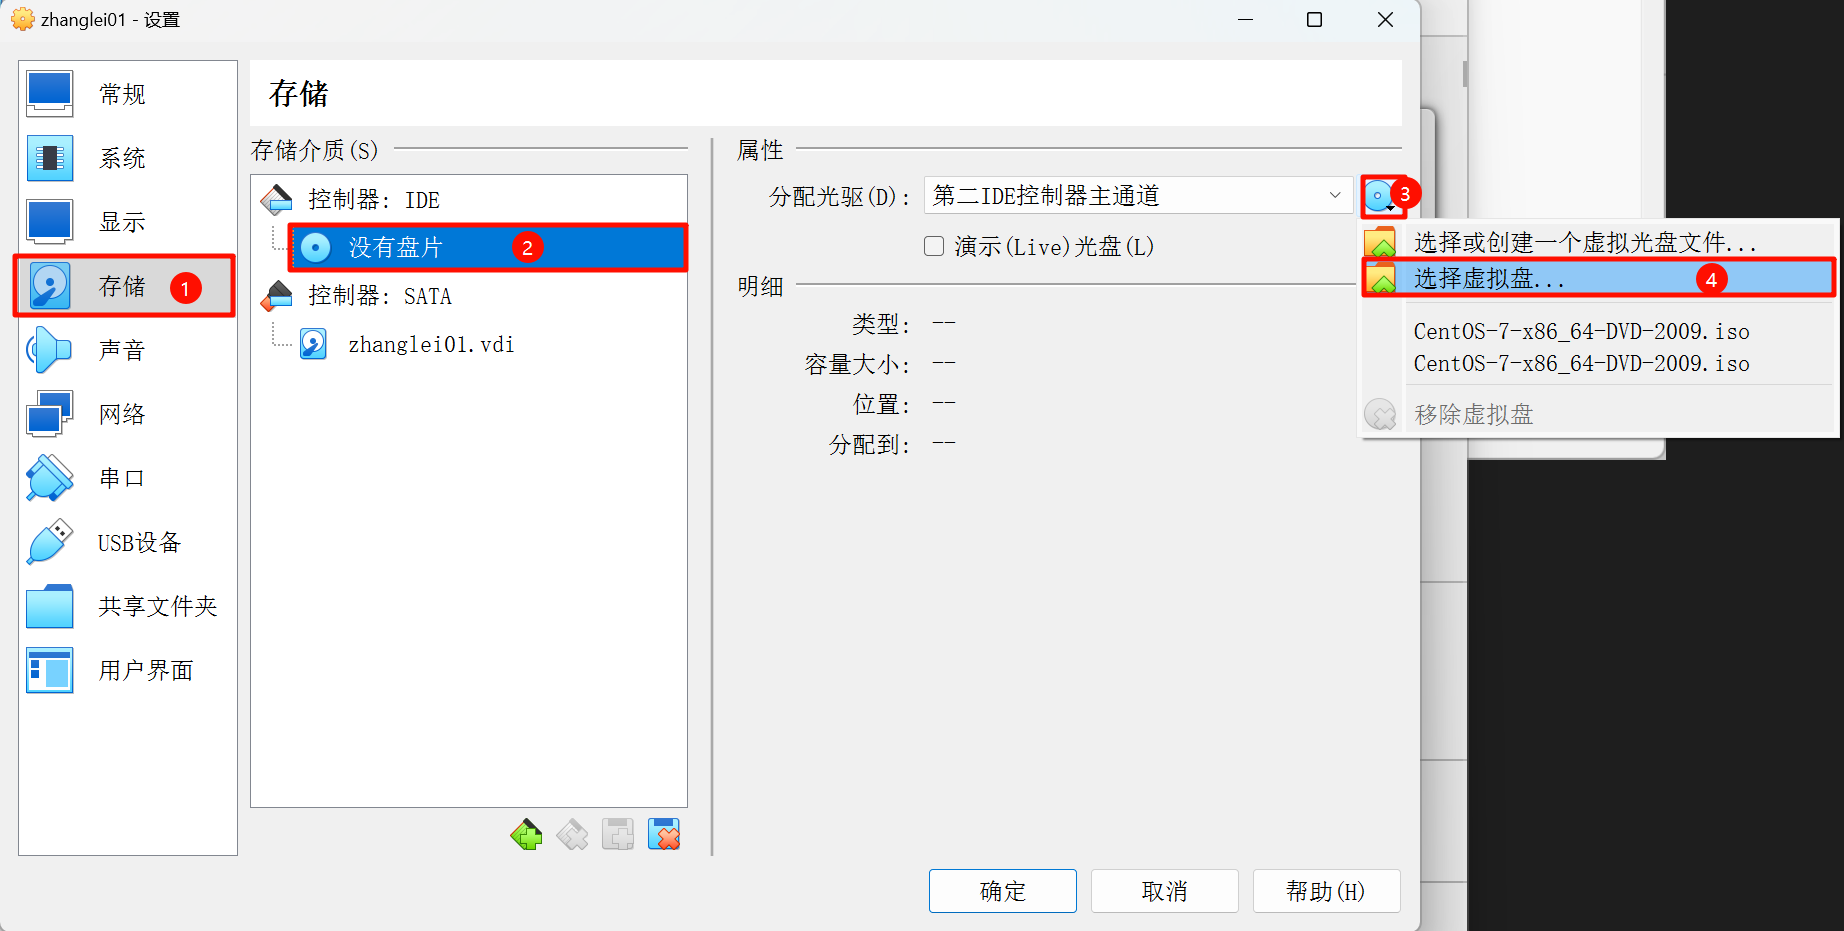 zhanglei01 - 设置
常规
系统
显示
存储 1
声音
网络
串口
USB设备
共享文件夹
用户界面
存储
存储介质(S)
控制器: IDE
没有盘片 2
控制器: SATA
zhanglei01.vdi
属性
分配光驱(D): 第二IDE控制器主通道 3
演示(Live)光盘(L)
明细
类型: --
容量大小: --
位置: --
分配到: --
选择或创建一个虚拟光盘文件...
选择虚拟盘... 4
CentOS-7-x86_64-DVD-2009.iso
CentOS-7-x86_64-DVD-2009.iso
移除虚拟盘
确定
取消
帮助(H)